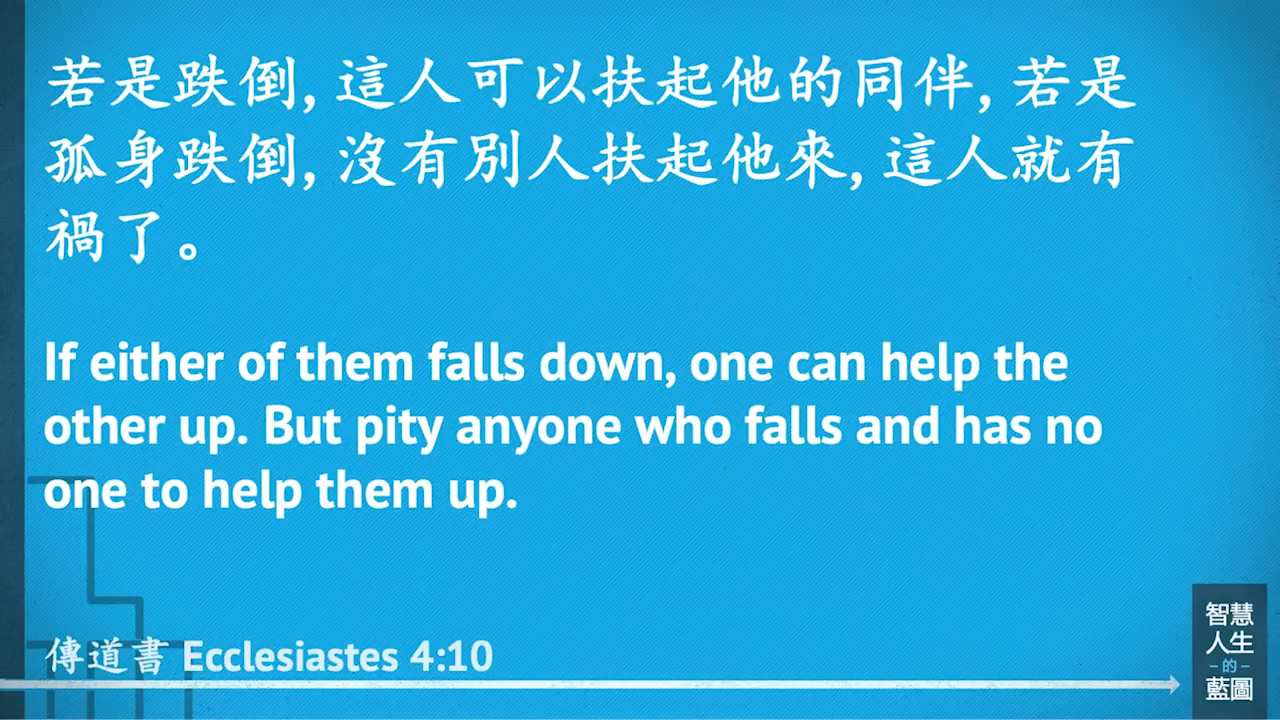 若是跌倒, 這人可以扶起他的同伴, 若是
孤身跌倒, 沒有別人扶起他來, 這人就有
禍了。
If either of them falls down, one can help the
other up. But pity anyone who falls and has no
one to help them up.
傳道書 Ecclesiastes 4:10
智慧
人生
–的–
藍圖